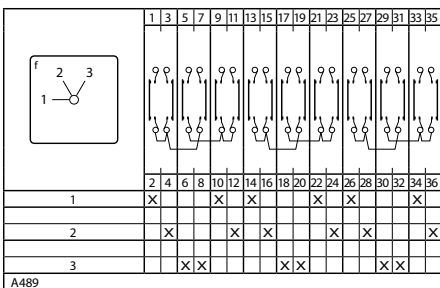 1 3 5 7 9 11 13 15 17 19 21 23 25 27 29 31 33 35
f
2 3
1
2 4 6 8 10 12 14 16 18 20 22 24 26 28 30 32 34 36
1 X X X X X X
2 X X X X X X
3 X X X X X X
A489